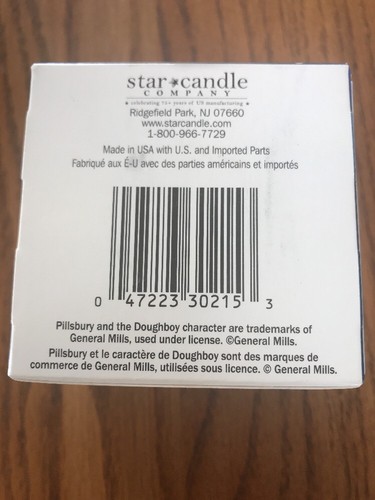 star★candle
COMPANY
★ celebrating 75+ years of US manufacturing ★
Ridgefield Park, NJ 07660
www.starcandle.com
1-800-966-7729
Made in USA with U.S. and Imported Parts
Fabriqué aux É-U avec des parties américains et importés
0 47223 30215 3
Pillsbury and the Doughboy character are trademarks of
General Mills, used under license. ©General Mills.
Pillsbury et le caractère de Doughboy sont des marques de
commerce de General Mills, utilisées sous licence. © General Mills.